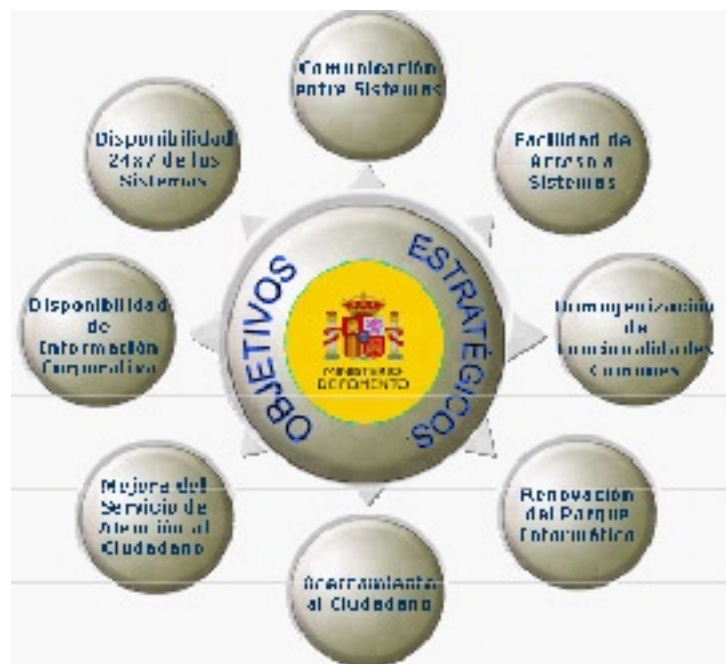 Comunicación
entre Sistemas
Disponibilidad
24x7 de los
Sistemas
Facilidad de
Acceso a
Sistemas
OBJETIVOS
ESTRATÉGICOS
Disponibilidad
de
Información
Corporativa
MINISTERIO
DE FOMENTO
Homogenización
de
Funcionalidades
Comunes
Mejora del
Servicio de
Atención al
Ciudadano
Renovación
del Parque
Informático
Acercamiento
al Ciudadano